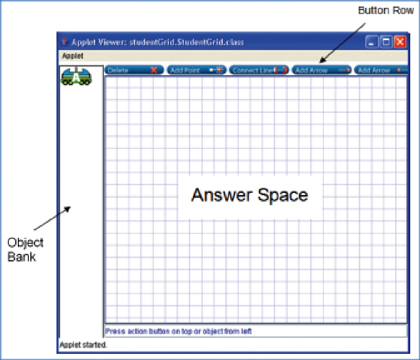 Button Row
Applet Viewer: studentGrid.StudentGrid.class
Applet
Delete Add Point Connect Line Add Arrow Add Arrow
Answer Space
Object
Bank
Press action button on top or object from left
Applet started.